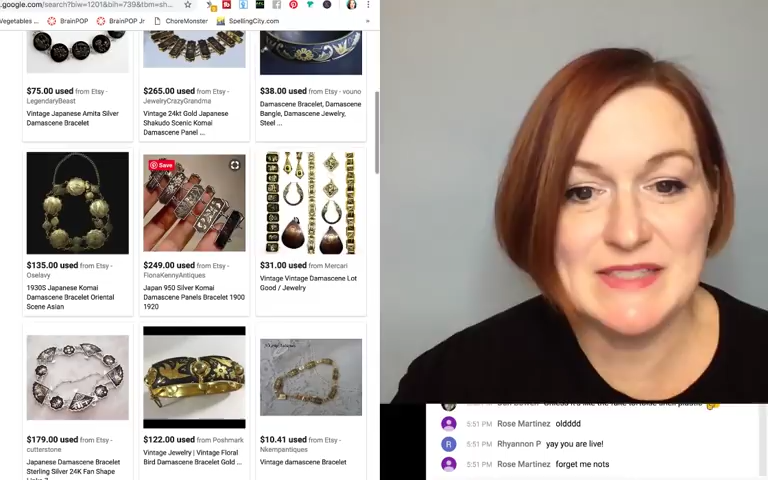 .google.com/search?biw=1201&bih=739&tbm=sh
Vegetables ... BrainPOP BrainPOP Jr ChoreMonster SpellingCity.com »
$75.00 used from Etsy - LegendaryBeast
Vintage Japanese Amita Silver
Damascene Bracelet
$265.00 used from Etsy -
JewelryCrazyGrandma
Vintage 24kt Gold Japanese
Shakudo Scenic Komai
Damascene Panel ...
$38.00 used from Etsy - vouno
Damascene Bracelet, Damascene
Bangle, Damascene Jewelry,
Steel ...
Save
$135.00 used from Etsy -
Oselavy
1930S Japanese Komai
Damascene Bracelet Oriental
Scene Asian
$249.00 used from Etsy -
FionaKennyAntiques
Japan 950 Silver Komai
Damascene Panels Bracelet 1900
1920
$31.00 used from Mercari
Vintage Vintage Damascene Lot
Good / Jewelry
$179.00 used from Etsy -
cutterstone
Japanese Damascene Bracelet
Sterling Silver 24K Fan Shape
$122.00 used from Poshmark
Vintage Jewelry | Vintage Floral
Bird Damascene Bracelet Gold ...
$10.41 used from Etsy -
Nkempantiques
Vintage damascene Bracelet
5:51 PM Rose Martinez oldddd
5:51 PM Rhyannon P yay you are live!
5:51 PM Rose Martinez forget me nots
R